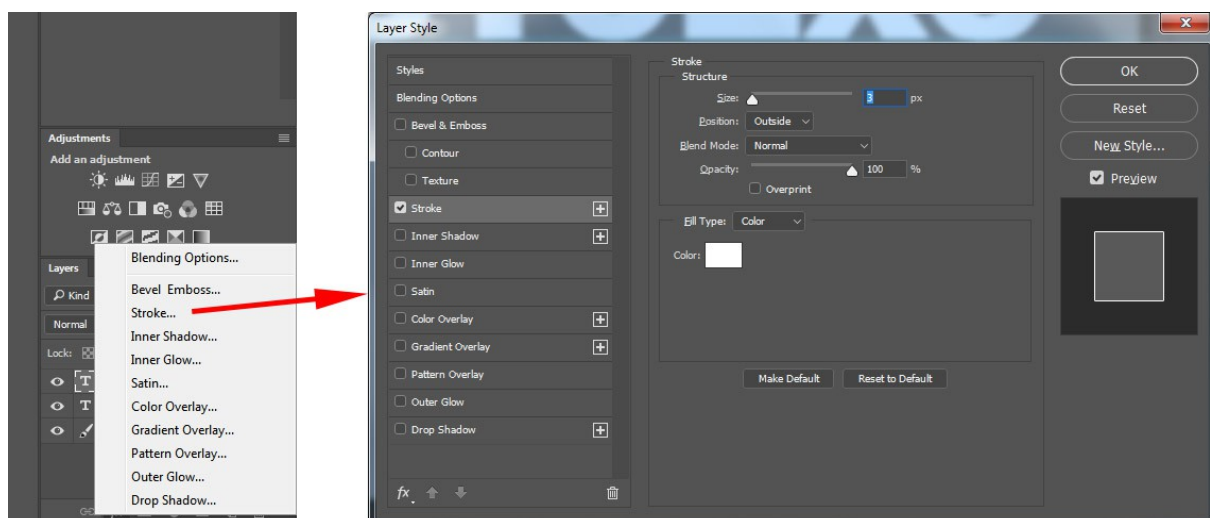 Adjustments
Add an adjustment
Layers
Kind
Normal
Lock:
T
T
Blending Options...
Bevel Emboss...
Stroke...
Inner Shadow...
Inner Glow...
Satin...
Color Overlay...
Gradient Overlay...
Pattern Overlay...
Outer Glow...
Drop Shadow...
Layer Style
Styles
Blending Options
Bevel & Emboss
Contour
Texture
Stroke
Inner Shadow
Inner Glow
Satin
Color Overlay
Gradient Overlay
Pattern Overlay
Outer Glow
Drop Shadow
fx
Stroke
Structure
Size: 3 px
Position: Outside
Blend Mode: Normal
Opacity: 100 %
Overprint
Fill Type: Color
Color:
Make Default Reset to Default
OK
Reset
New Style...
Preview